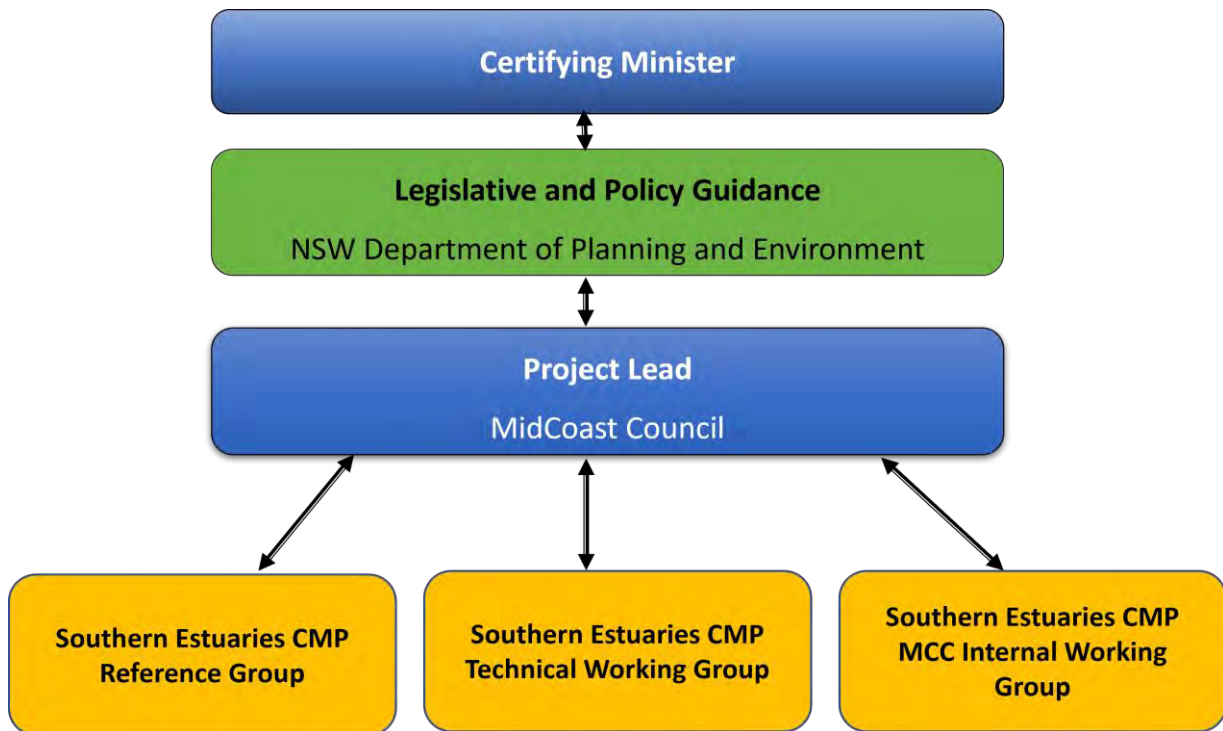 Certifying Minister
Legislative and Policy Guidance
NSW Department of Planning and Environment
Project Lead
MidCoast Council
Southern Estuaries CMP
Reference Group
Southern Estuaries CMP
Technical Working Group
Southern Estuaries CMP
MCC Internal Working
Group